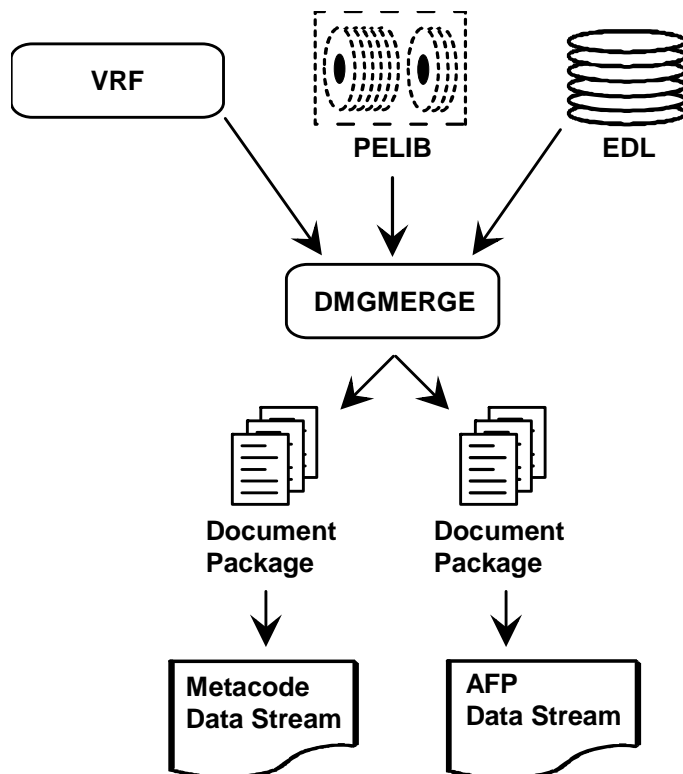 VRF
PELIB
EDL
DMGMERGE
Document
Package
Document
Package
Metacode
Data Stream
AFP
Data Stream